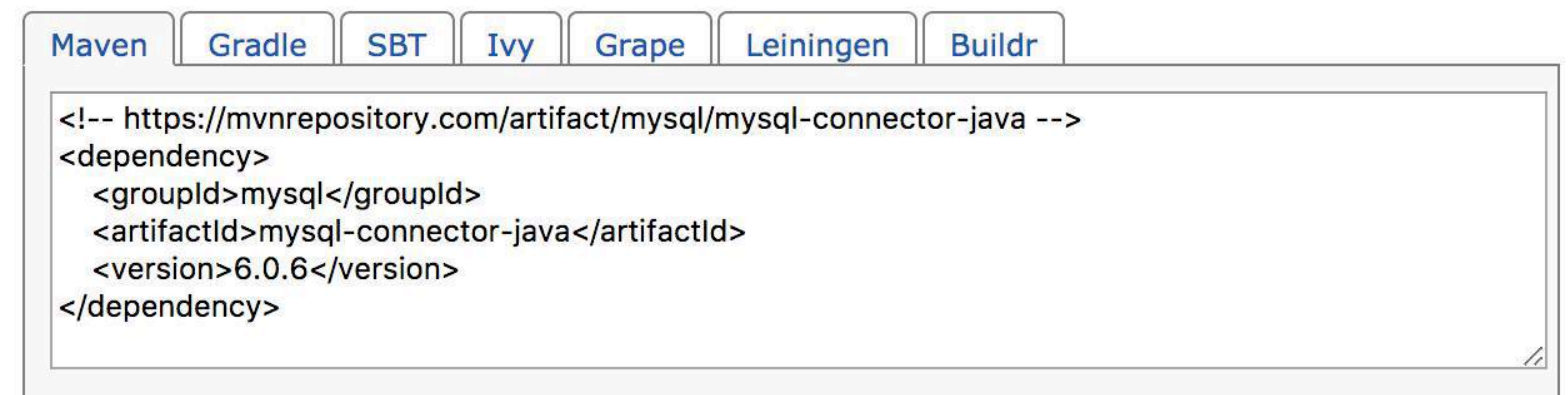 Maven Gradle SBT Ivy Grape Leiningen Buildr
<!-- https://mvnrepository.com/artifact/mysql/mysql-connector-java -->
<dependency>
    <groupId>mysql</groupId>
    <artifactId>mysql-connector-java</artifactId>
    <version>6.0.6</version>
</dependency>